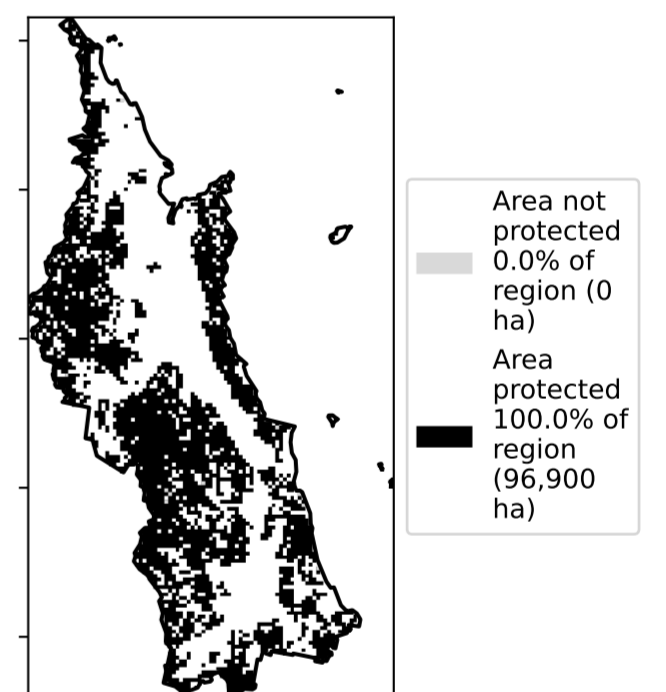 Area not
protected
0.0% of
region (0
ha)
Area
protected
100.0% of
region
(96,900
ha)